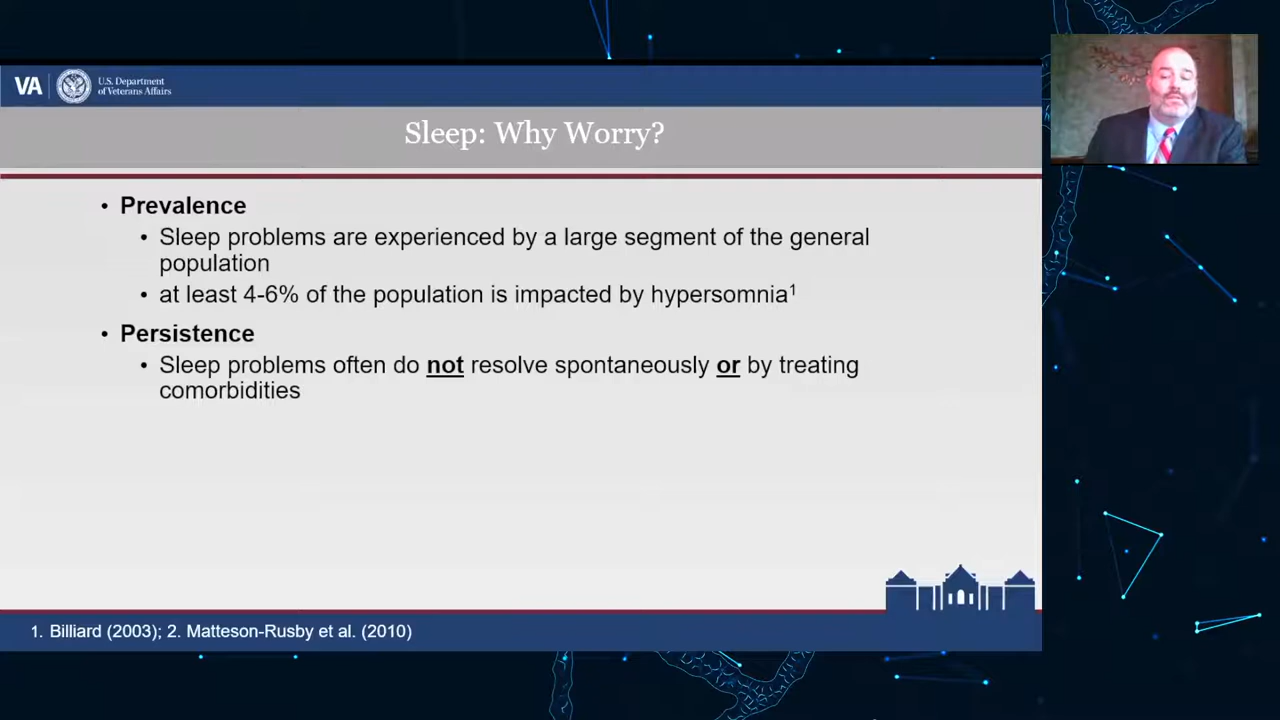 VA
U.S. Department
of Veterans Affairs
Sleep: Why Worry?
• Prevalence
• Sleep problems are experienced by a large segment of the general
population
• at least 4-6% of the population is impacted by hypersomnia¹
• Persistence
• Sleep problems often do not resolve spontaneously or by treating
comorbidities
1. Billiard (2003); 2. Matteson-Rusby et al. (2010)